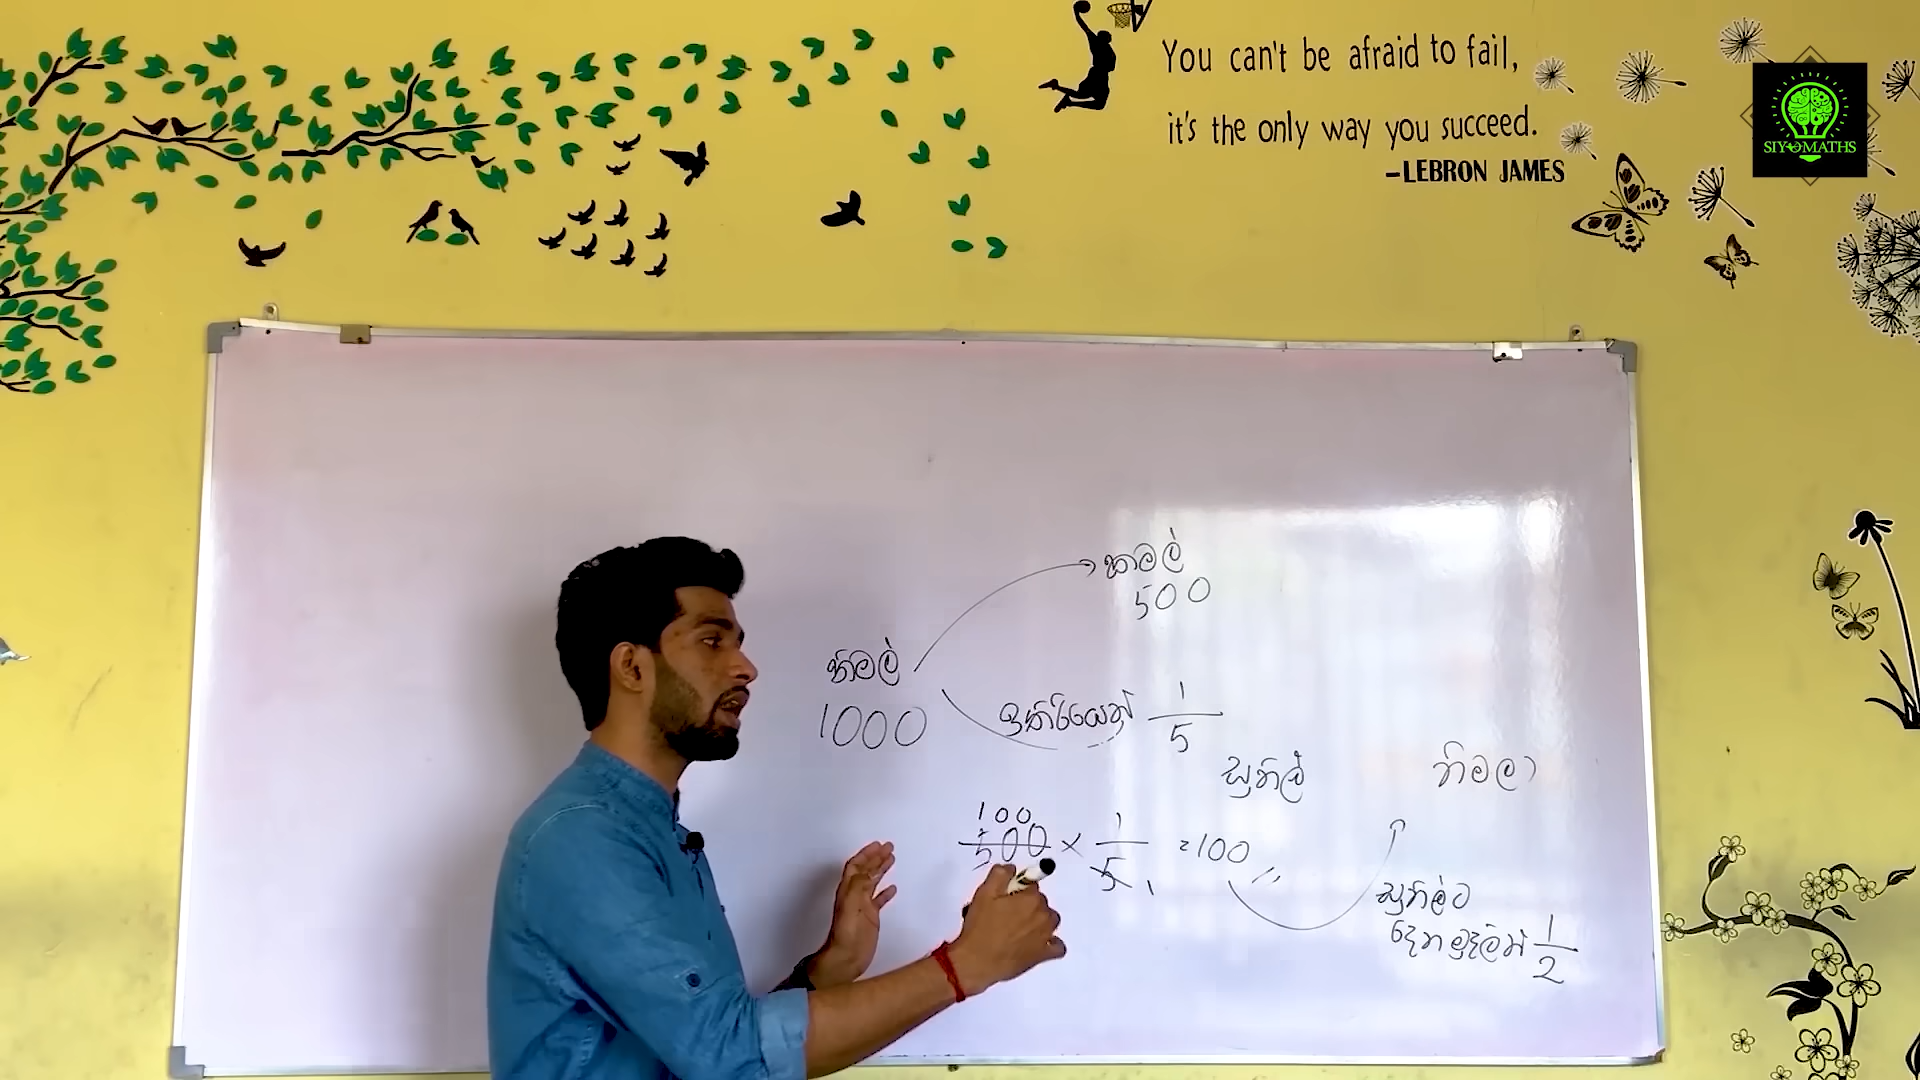 You can't be afraid to fail,
it's the only way you succeed.
-LEBRON JAMES
SIYOMATHS
කමල්
500
නිමල්
1000
ඉතිරියෙන් 1/5
සුනිල්
නිමලා
100
500 × 1/5 = 100
සුනිල්ට
දෙන මුදලින් 1/2